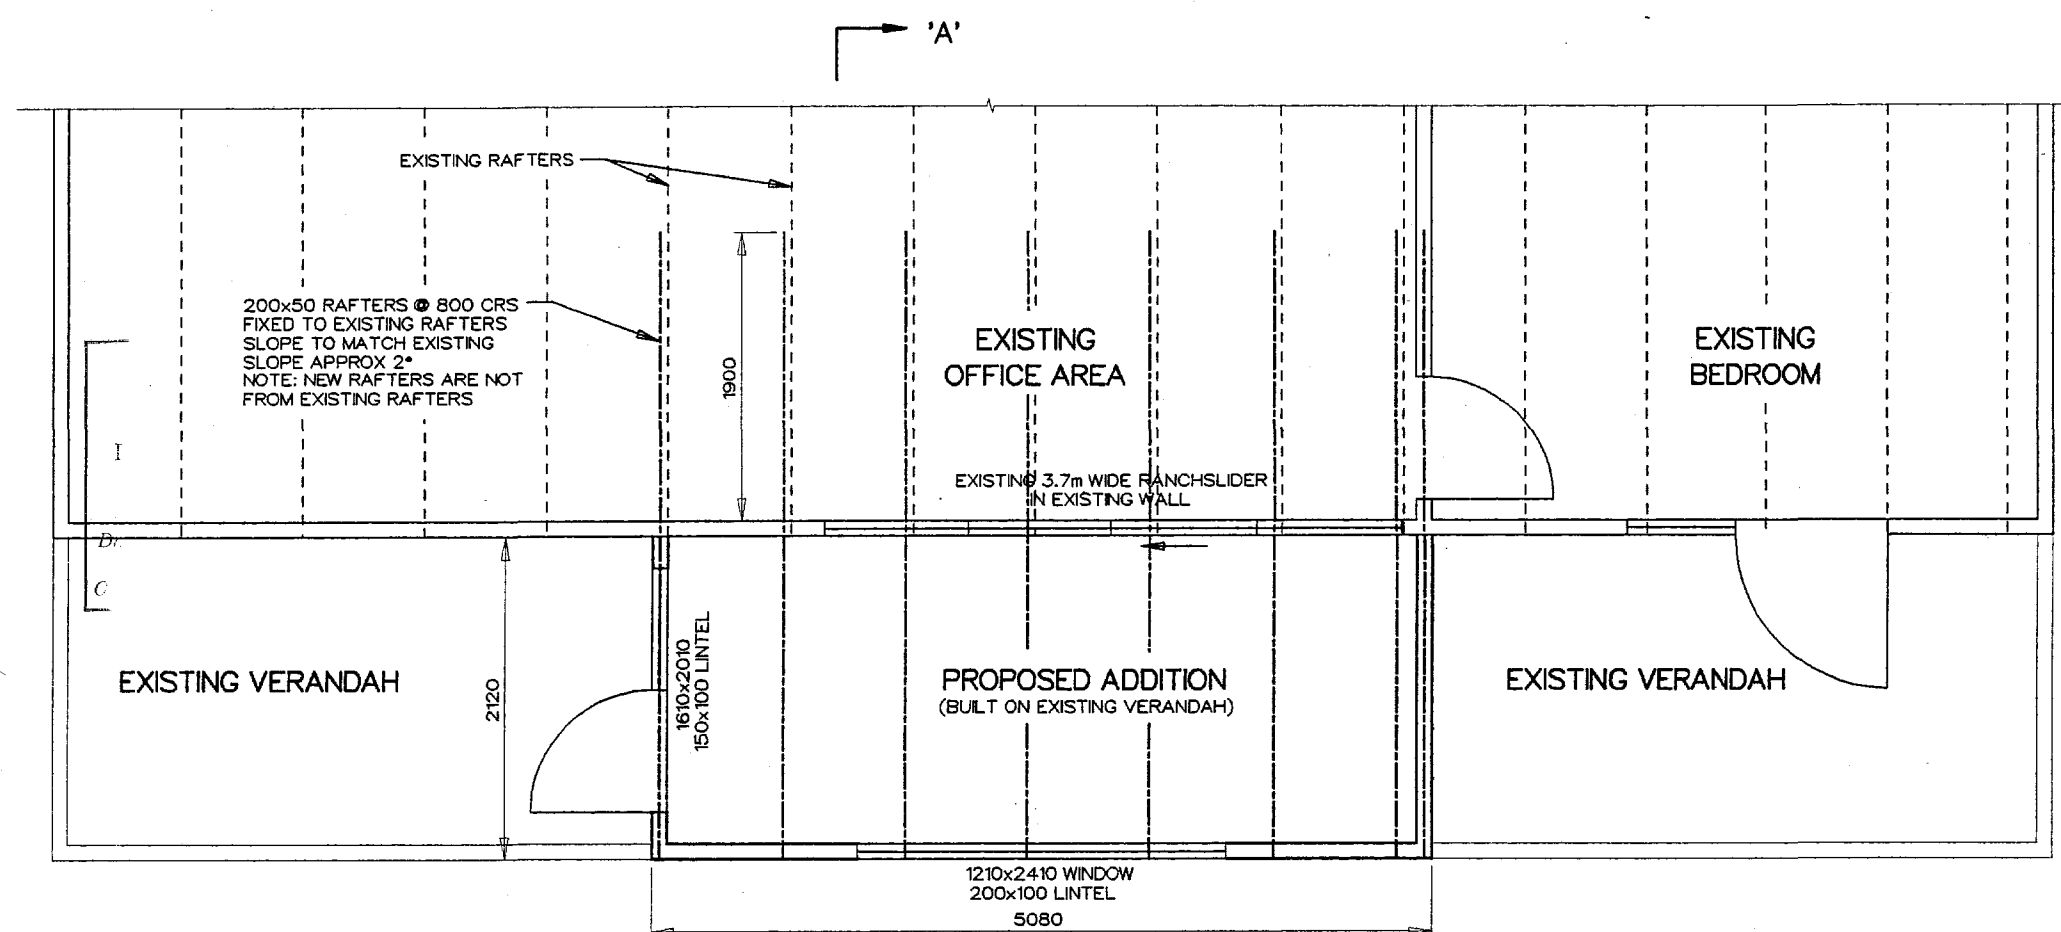 'A'
EXISTING RAFTERS
200x50 RAFTERS @ 800 CRS
FIXED TO EXISTING RAFTERS
SLOPE TO MATCH EXISTING
SLOPE APPROX 2°
NOTE: NEW RAFTERS ARE NOT
FROM EXISTING RAFTERS
1900
EXISTING
OFFICE AREA
EXISTING
BEDROOM
I
EXISTING 3.7m WIDE RANCHSLIDER
IN EXISTING WALL
EXISTING VERANDAH
2120
1610x2010
150x100 LINTEL
PROPOSED ADDITION
(BUILT ON EXISTING VERANDAH)
EXISTING VERANDAH
1210x2410 WINDOW
200x100 LINTEL
5080